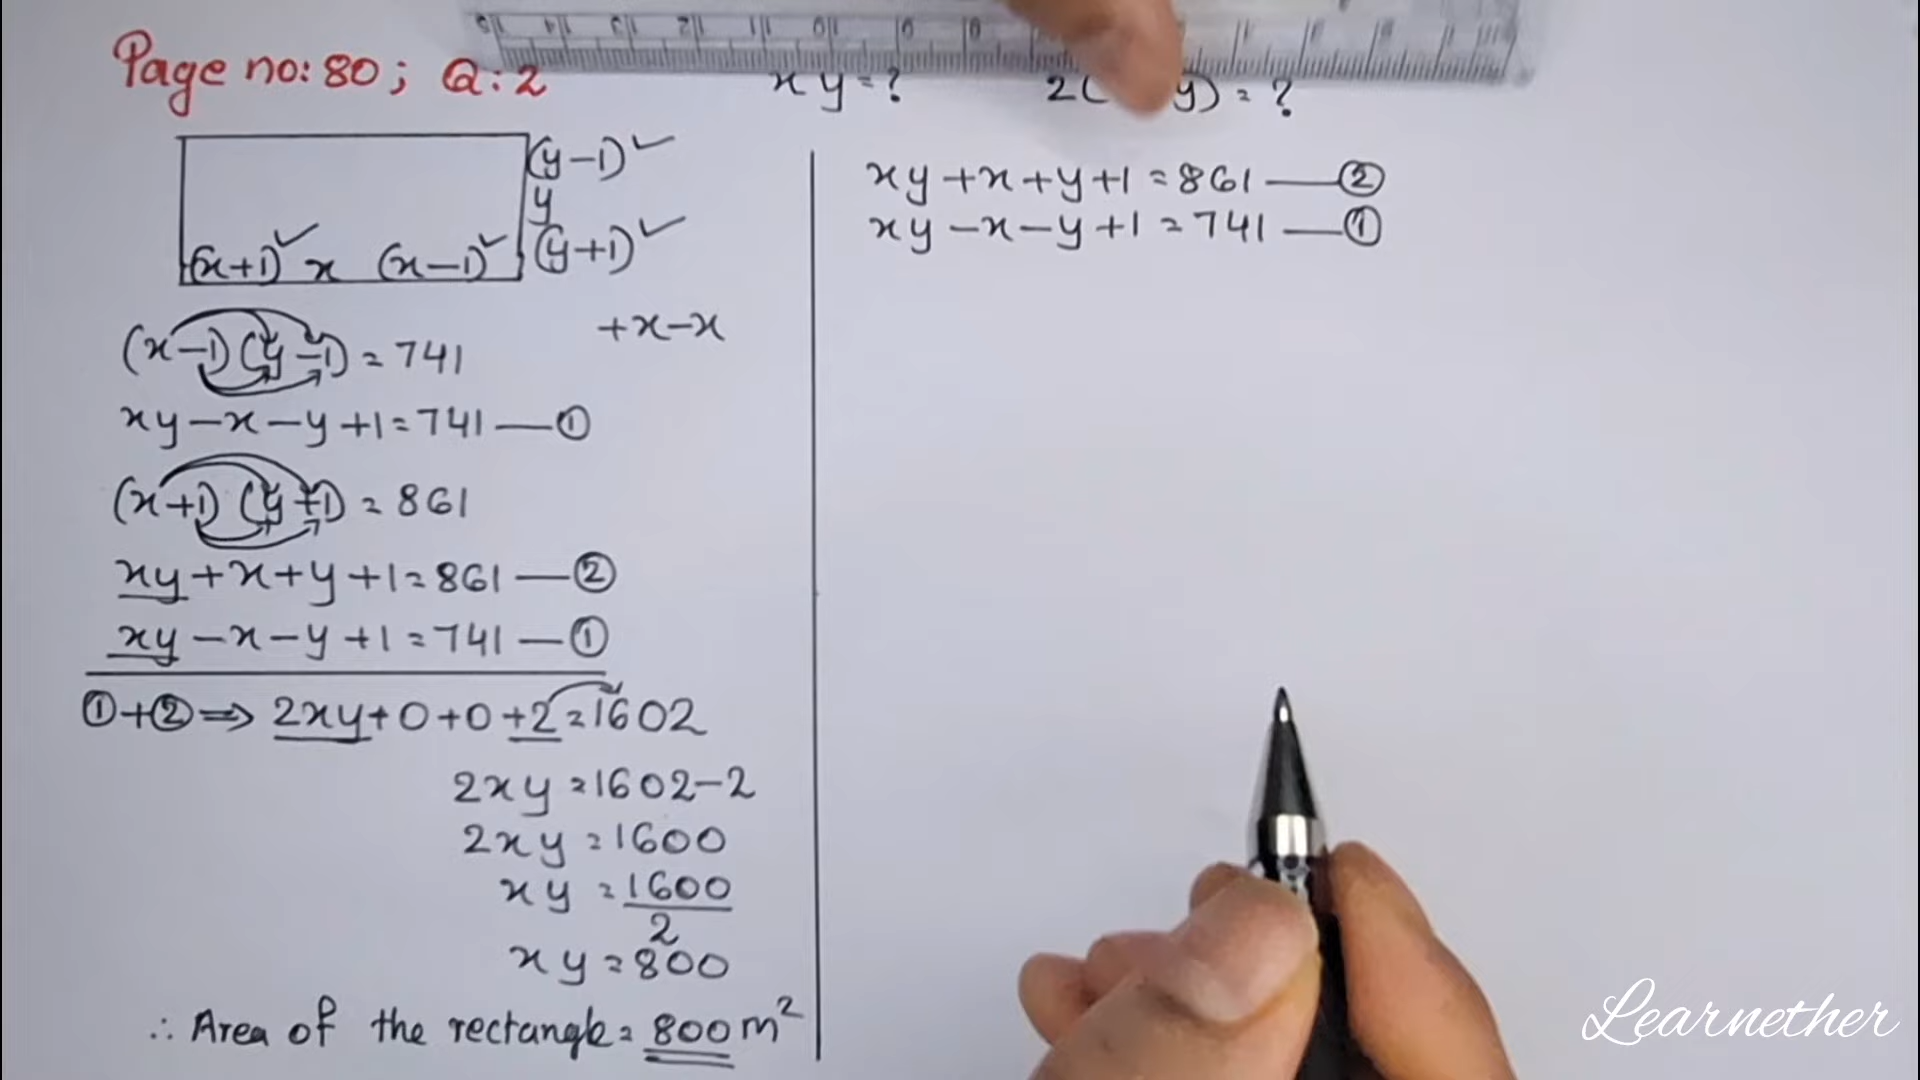 Page no: 80 ; Q: 2
xy = ?
2( y) = ?
(y-1) ✓
y
(y+1) ✓
(x+1) ✓ x (x-1) ✓
+x-x
(x-1) (y-1) = 741
xy-x-y+1 = 741 — ①
(x+1) (y+1) = 861
xy+x+y+1 = 861 — ②
xy-x-y+1 = 741 — ①
①+② ⇒ 2xy+0+0+2 = 1602
2xy = 1602-2
2xy = 1600
xy = 1600
2
xy = 800
∴ Area of the rectangle = 800 m²
xy+x+y+1 = 861 — ②
xy-x-y+1 = 741 — ①
Learnether